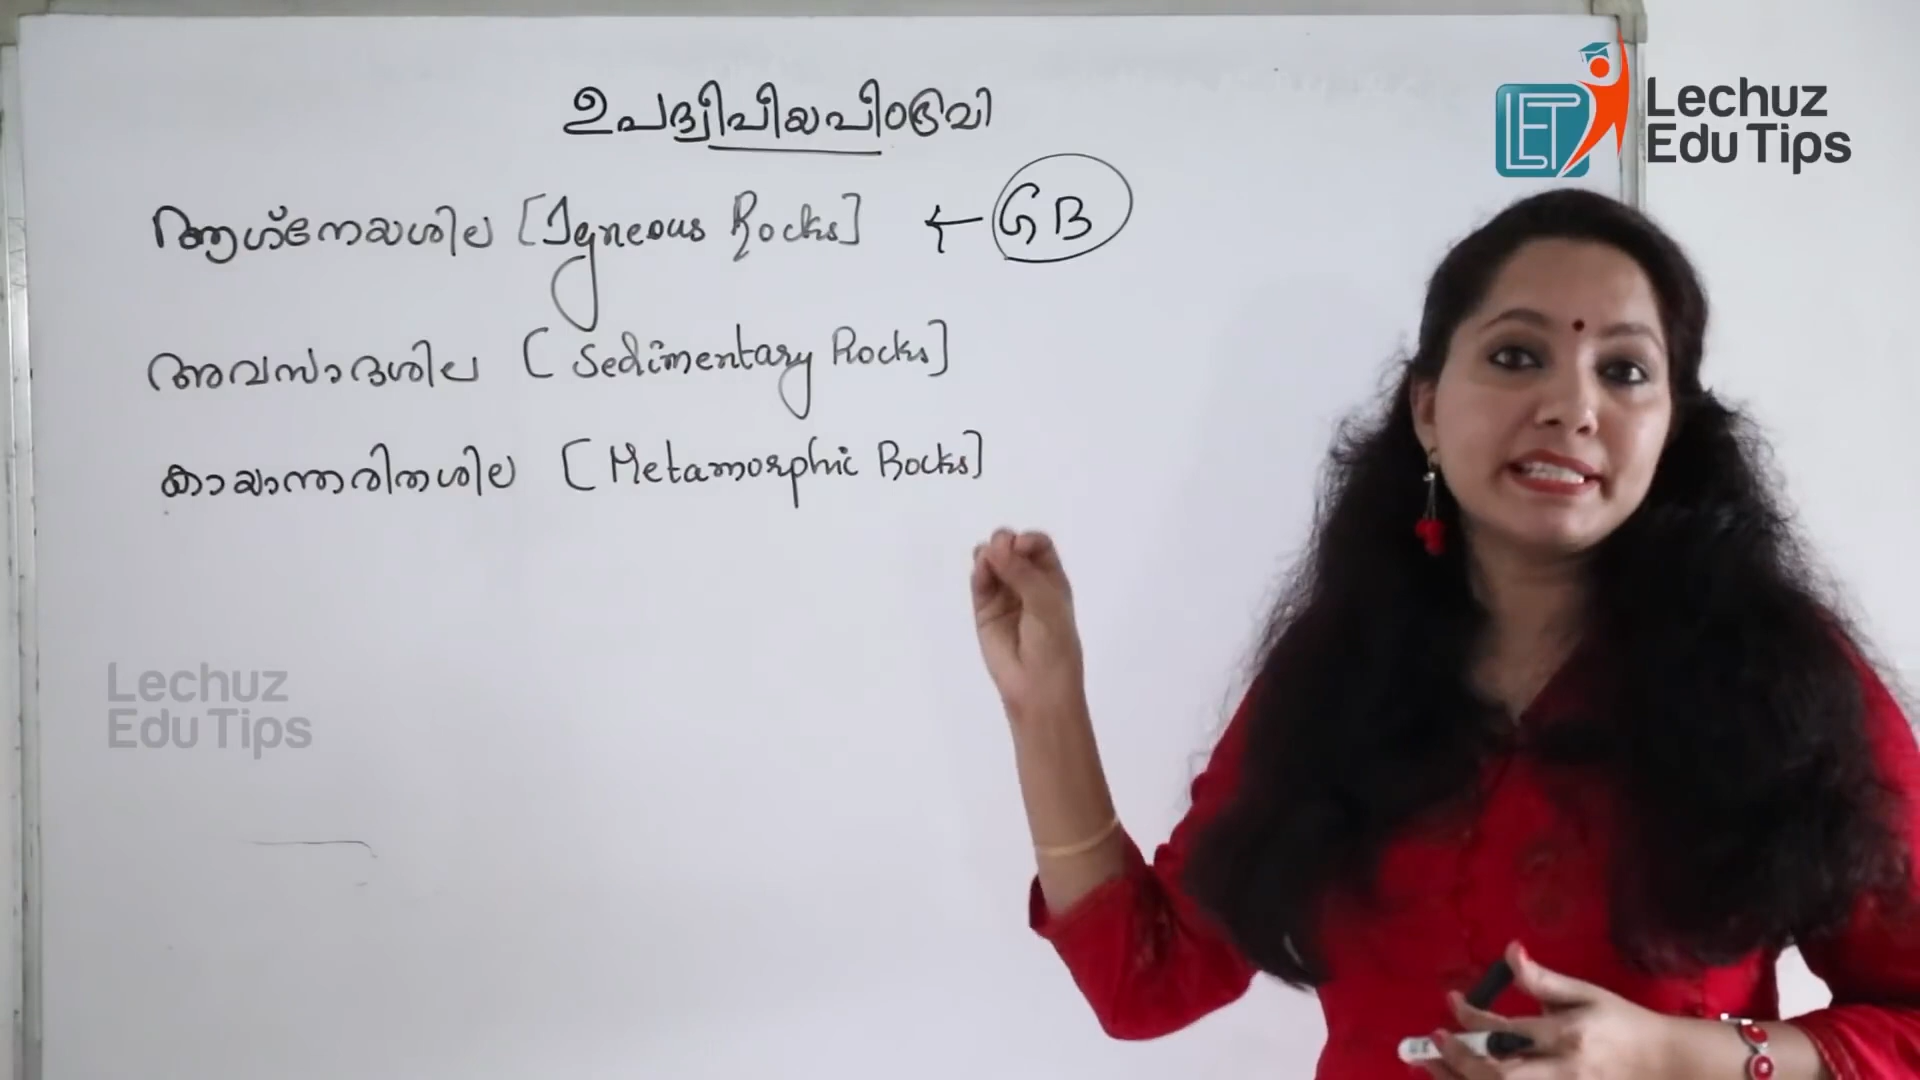 ഉപദ്വീപീയപീഠഭൂമി
ആഗ്നേയശില [Igneous Rocks] ← GB
അവസാദശില [Sedimentary Rocks]
കായാന്തരിതശില [Metamorphic Rocks]
Lechuz
Edu Tips
LET
Lechuz
Edu Tips